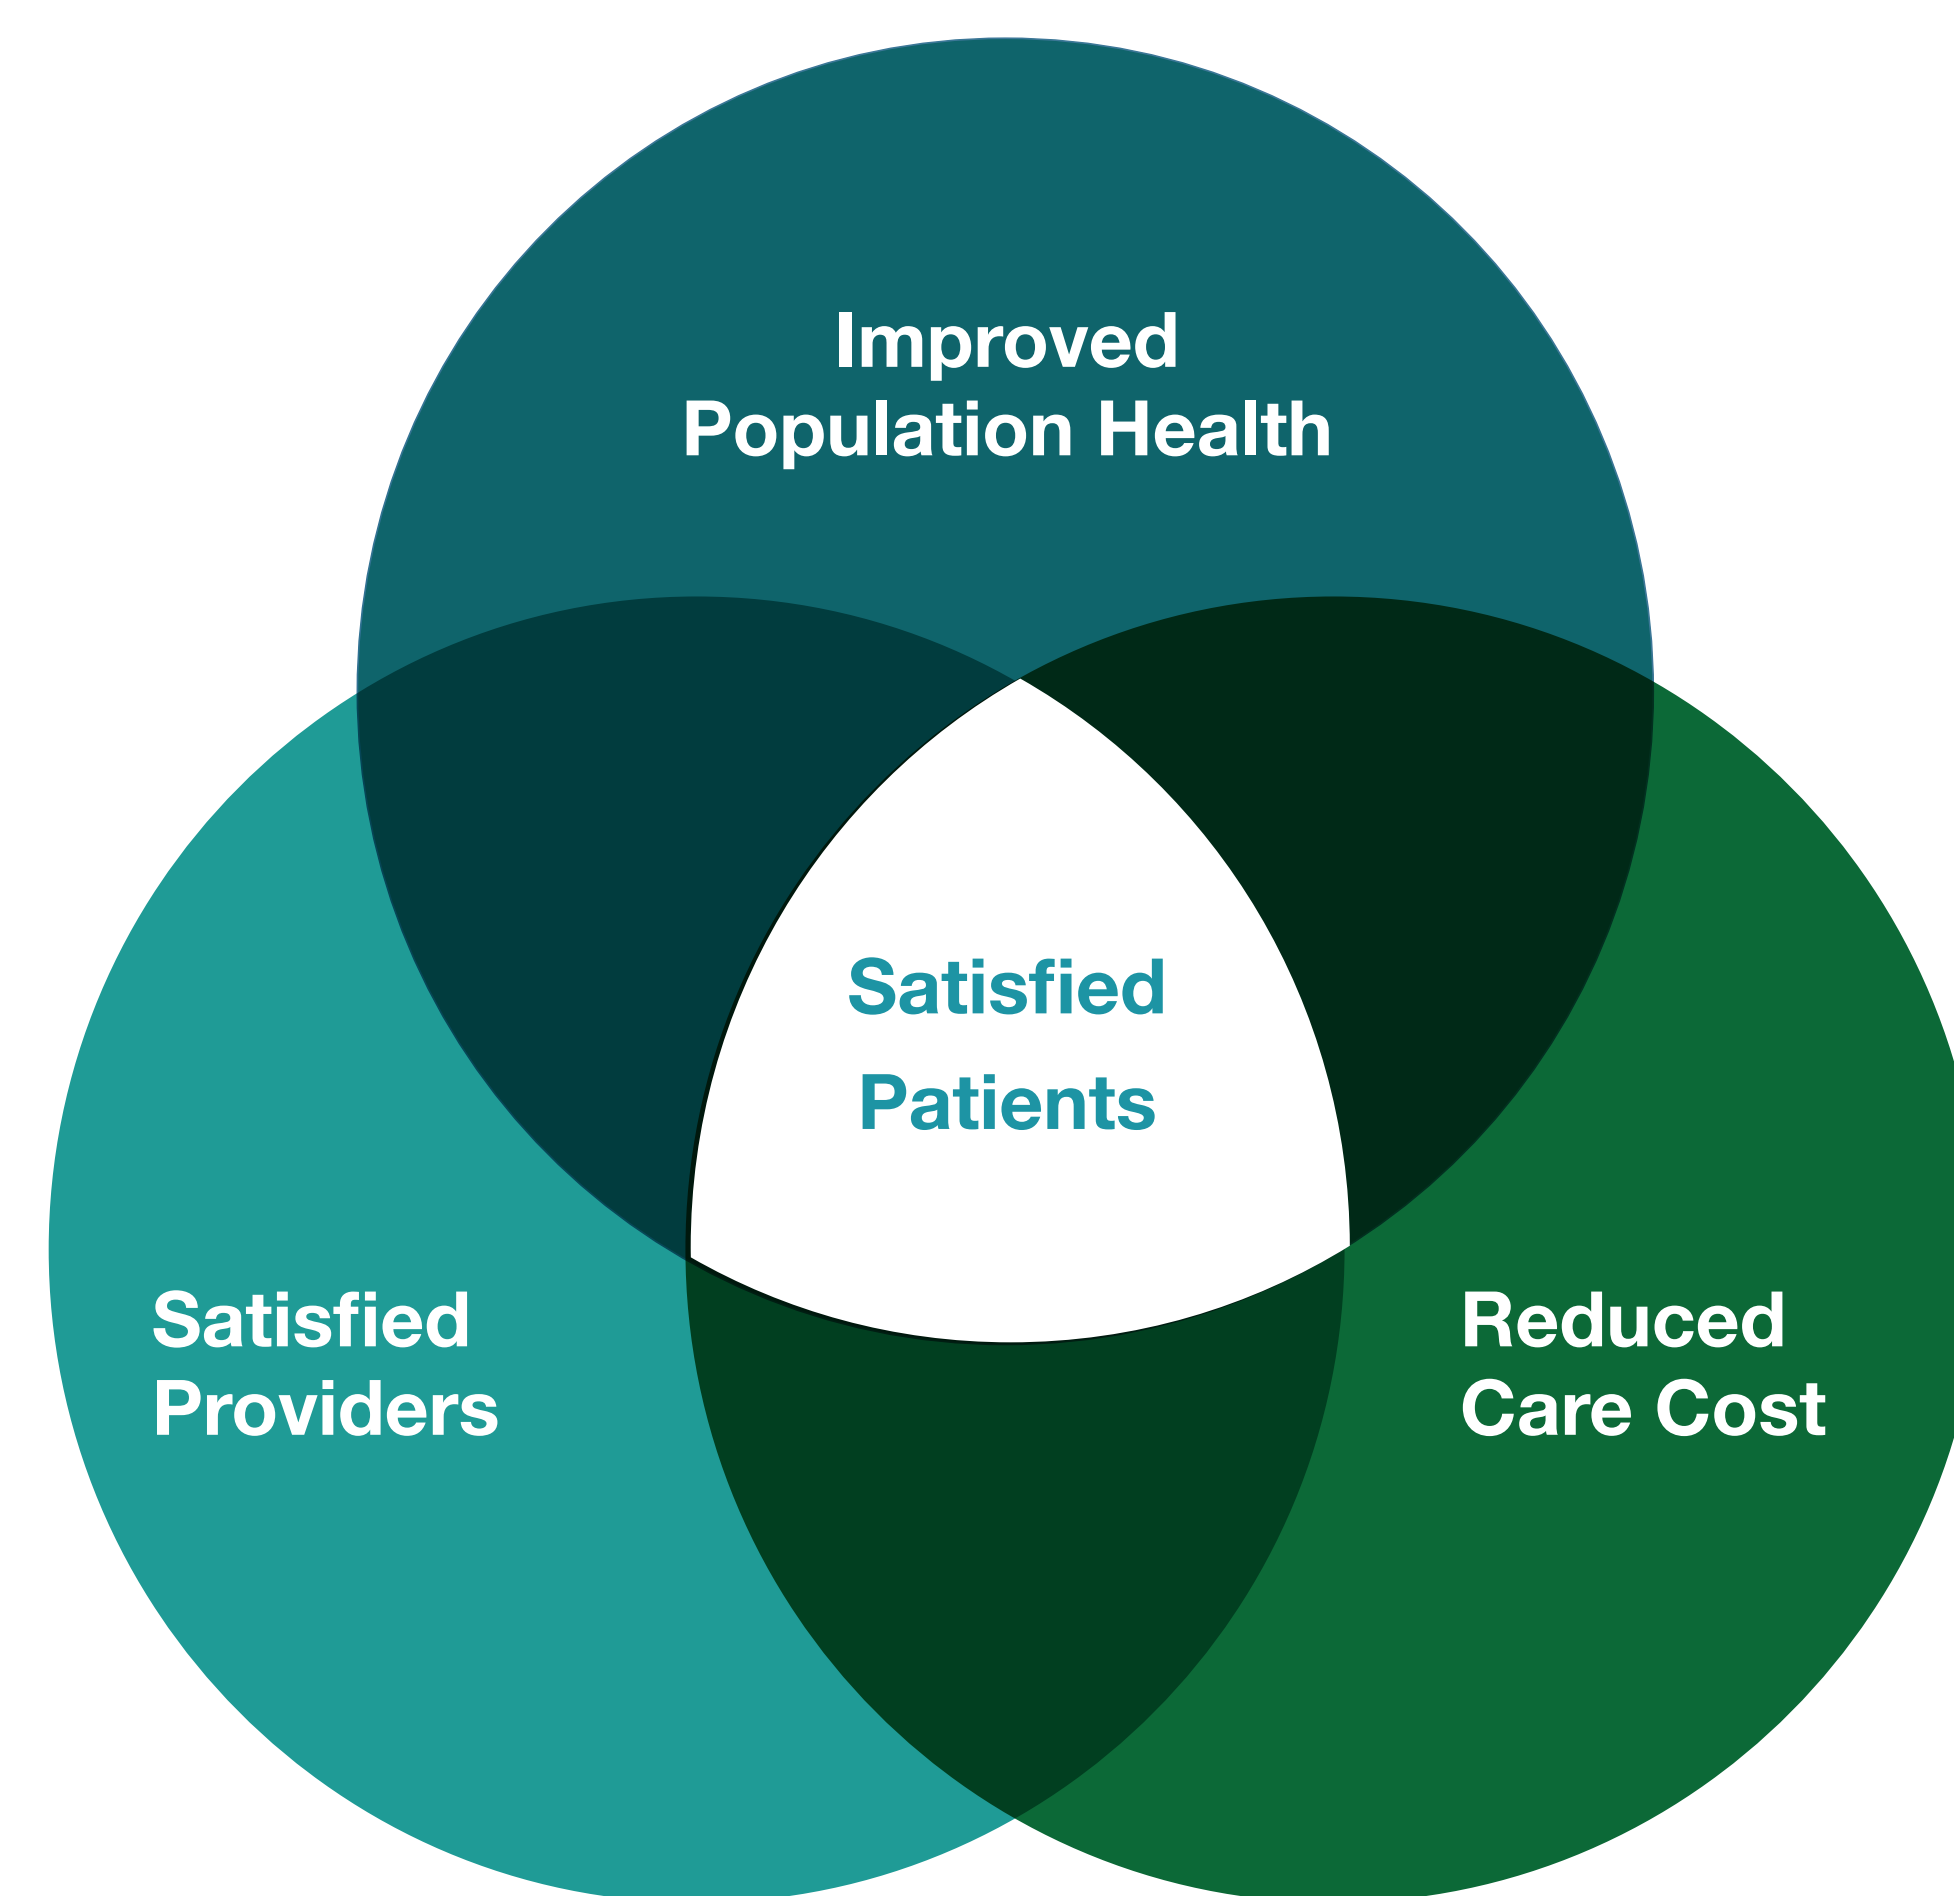 Improved
Population Health
Satisfied
Patients
Satisfied
Providers
Reduced
Care Cost